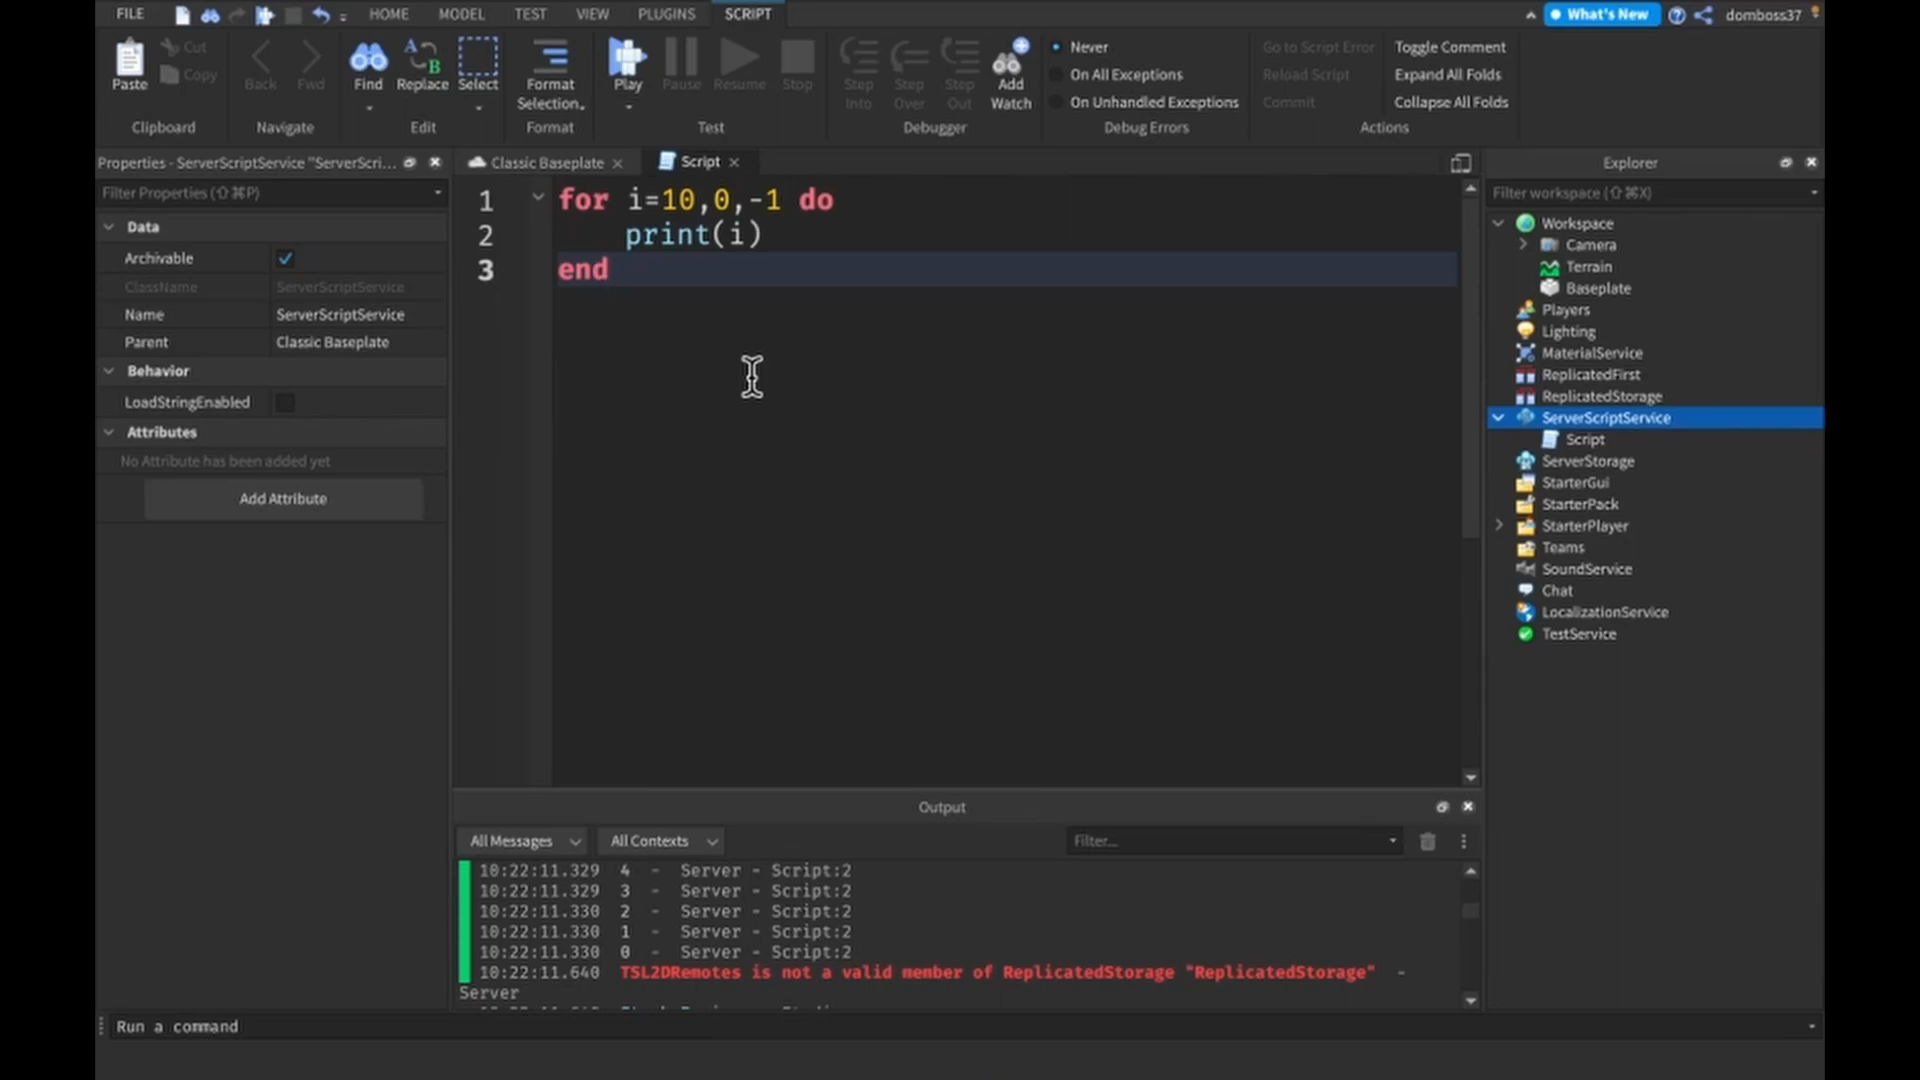 FILE HOME MODEL TEST VIEW PLUGINS SCRIPT What's New domboss37
Paste Cut Copy
Clipboard
Back Fwd
Navigate
Find Replace Select
Edit
Format Selection
Format
Play Pause Resume Stop
Test
Step Into Step Over Step Out Add Watch
Debugger
Never
On All Exceptions
On Unhandled Exceptions
Debug Errors
Go to Script Error
Reload Script
Commit
Toggle Comment
Expand All Folds
Collapse All Folds
Actions
Properties - ServerScriptService "ServerScri...
Filter Properties (⇧⌘P)
Data
Archivable
ClassName ServerScriptService
Name ServerScriptService
Parent Classic Baseplate
Behavior
LoadStringEnabled
Attributes
No Attribute has been added yet
Add Attribute
Classic Baseplate Script
1 for i=10,0,-1 do
2 print(i)
3 end
Output
All Messages All Contexts Filter...
10:22:11.329 4 - Server - Script:2
10:22:11.329 3 - Server - Script:2
10:22:11.330 2 - Server - Script:2
10:22:11.330 1 - Server - Script:2
10:22:11.330 0 - Server - Script:2
10:22:11.640 TSL2DRemotes is not a valid member of ReplicatedStorage "ReplicatedStorage" -
Server
Run a command
Explorer
Filter workspace (⇧⌘X)
Workspace
Camera
Terrain
Baseplate
Players
Lighting
MaterialService
ReplicatedFirst
ReplicatedStorage
ServerScriptService
Script
ServerStorage
StarterGui
StarterPack
StarterPlayer
Teams
SoundService
Chat
LocalizationService
TestService